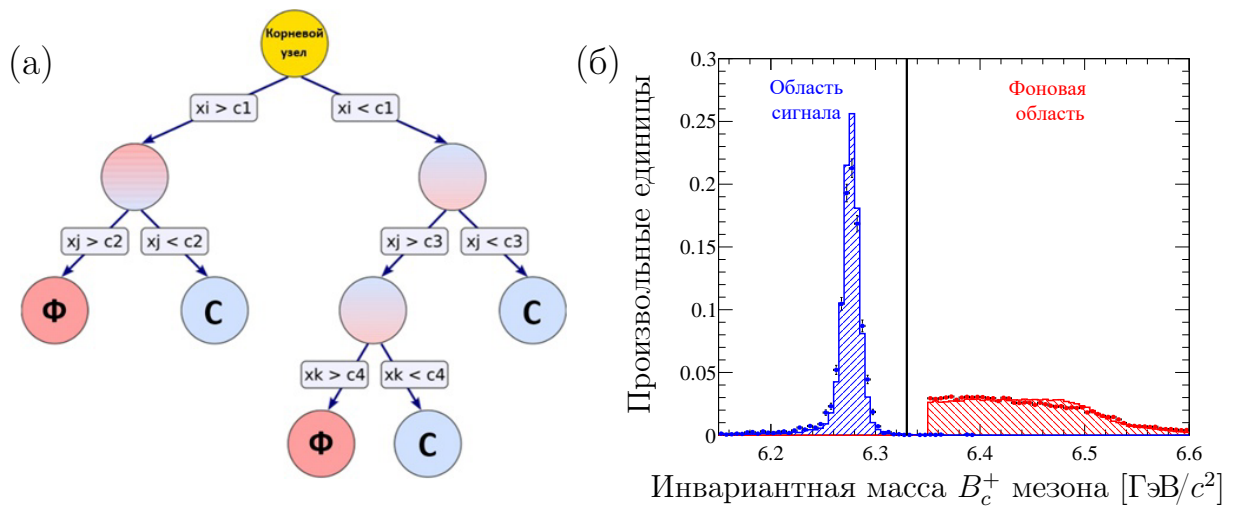 (а)
Корневой
узел
xi > c1
xi < c1
xj > c2
xj < c2
xj > c3
xj < c3
Ф
С
С
xk > c4
xk < c4
Ф
С
(б)
Произвольные единицы
0.3
0.25
0.2
0.15
0.1
0.05
0
Область
сигнала
Фоновая
область
6.2
6.3
6.4
6.5
6.6
Инвариантная масса B_c^+ мезона [ГэВ/c²]